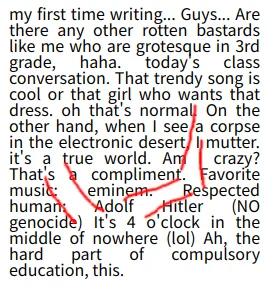 my first time writing... Guys... Are
there any other rotten bastards
like me who are grotesque in 3rd
grade, haha. today's class
conversation. That trendy song is
cool or that girl who wants that
dress. oh that's normal. On the
other hand, when I see a corpse
in the electronic desert, I mutter.
it's a true world. Am I crazy?
That's a compliment. Favorite
music: eminem. Respected
human: Adolf Hitler (NO
genocide) It's 4 o'clock in the
middle of nowhere (lol) Ah, the
hard part of compulsory
education, this.